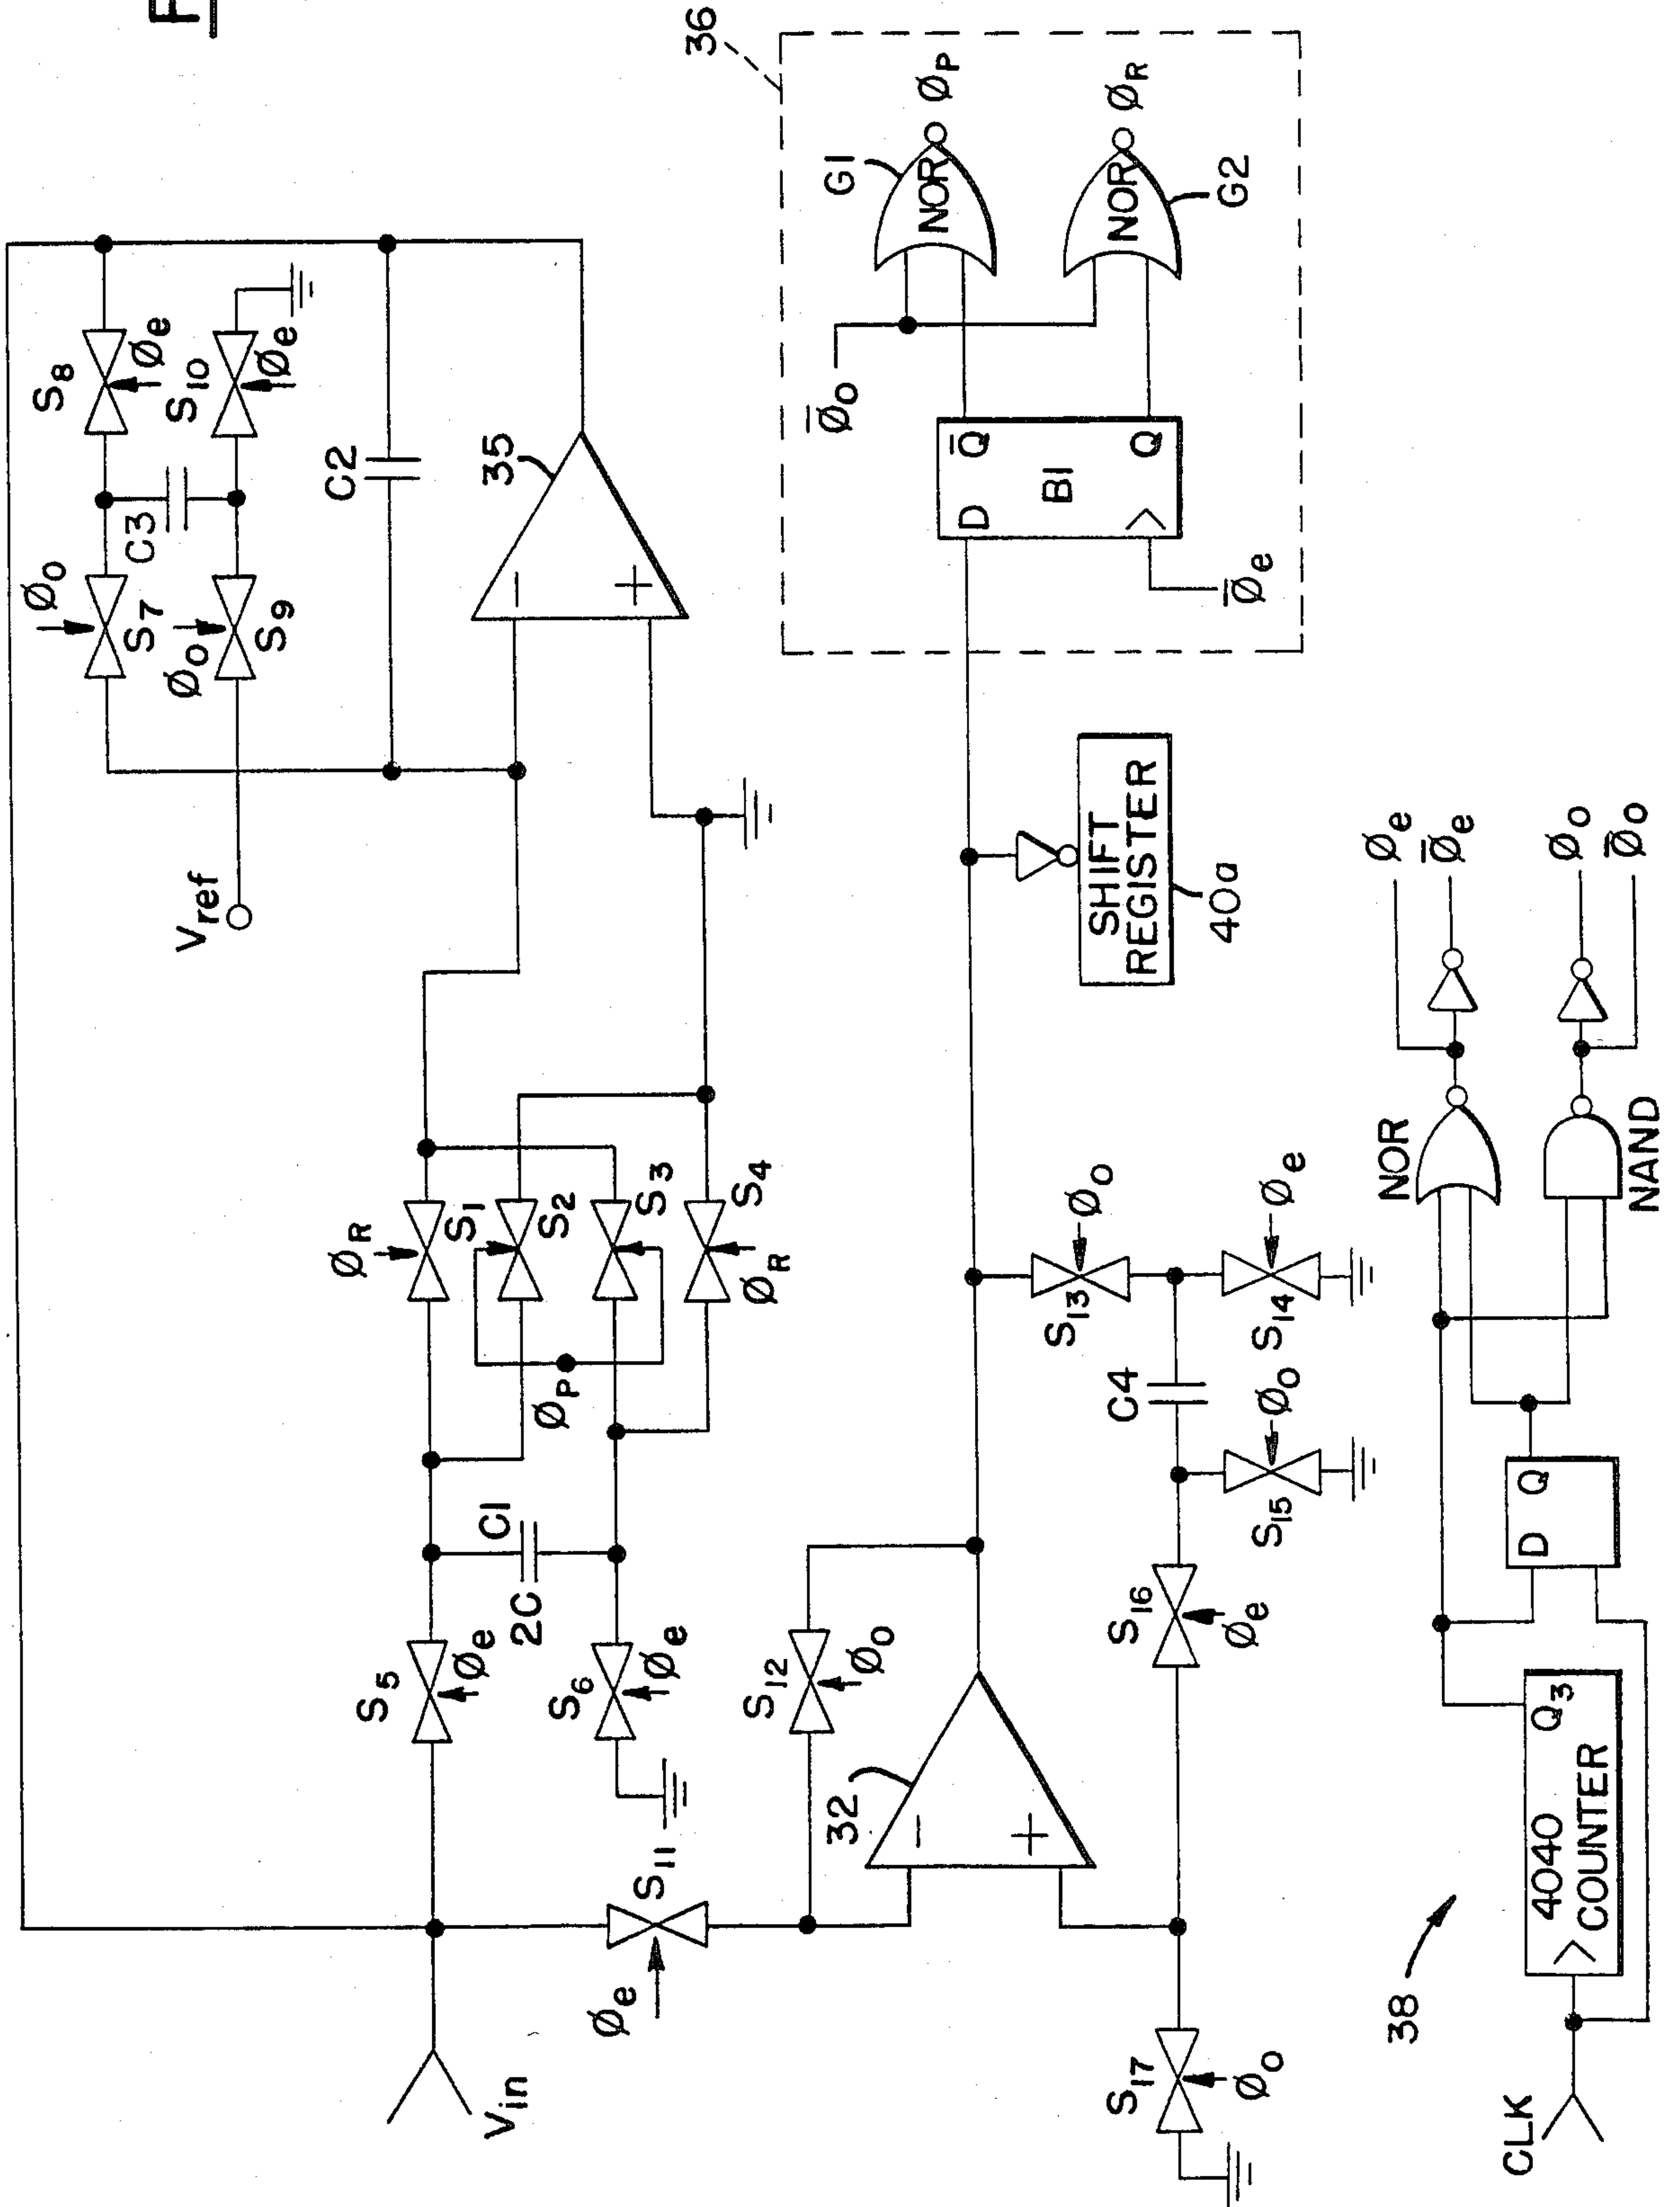 F
36
S8
Øe
S10
Øe
Øo
S7
C3
Øo
S9
Vref
C2
35
−
+
G1
NOR
ØP
NOR
ØR
G2
Ø̅o
D
Q̅
B1
Q
Ø̅e
ØR
S1
S2
S3
S4
ØR
ØP
C1
2C
S5
Øe
S6
Øe
Vin
S11
Øe
S12
Øo
32
−
+
SHIFT
REGISTER
40a
S13
Øo
S14
Øe
C4
S15
Øo
S16
Øe
S17
Øo
Øe
Ø̅e
Øo
Ø̅o
NOR
NAND
D
Q
4040
COUNTER
Q3
38
CLK